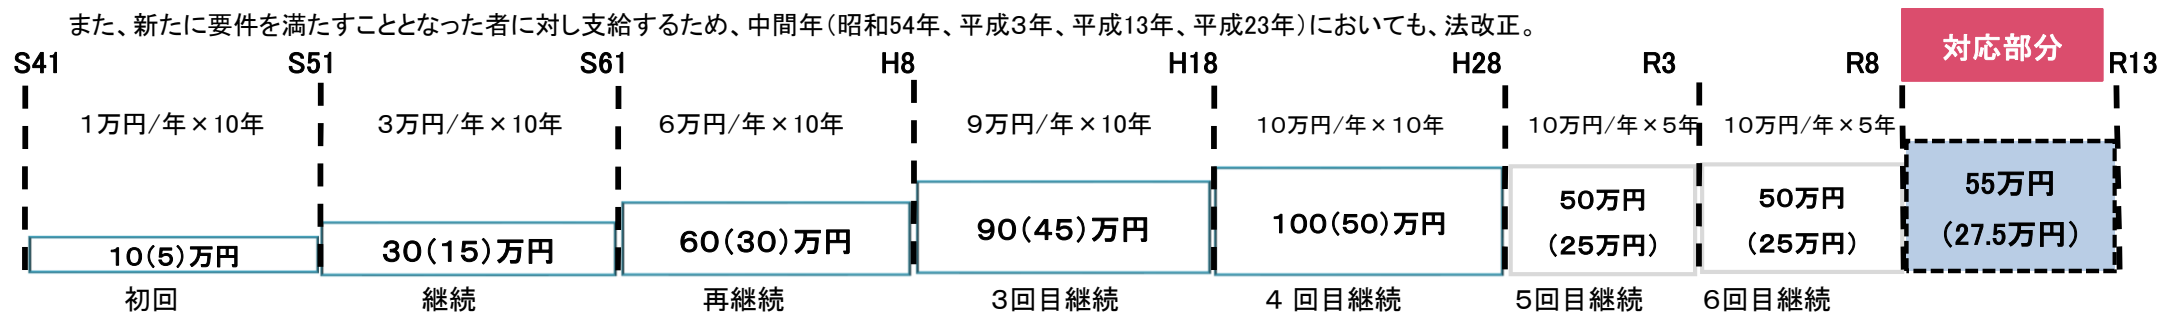 また、新たに要件を満たすこととなった者に対し支給するため、中間年（昭和54年、平成３年、平成13年、平成23年）においても、法改正。
対応部分
S41 S51 S61 H8 H18 H28 R3 R8 R13
１万円/年×10年 ３万円/年×10年 ６万円/年×10年 ９万円/年×10年 １０万円/年×１０年 １０万円/年×５年 １０万円/年×５年
10（5）万円 30（15）万円 60（30）万円 90（45）万円 100（50）万円 50万円 50万円 55万円
（25万円） （25万円） （27.5万円）
初回 継続 再継続 ３回目継続 ４ 回目継続 ５回目継続 ６回目継続